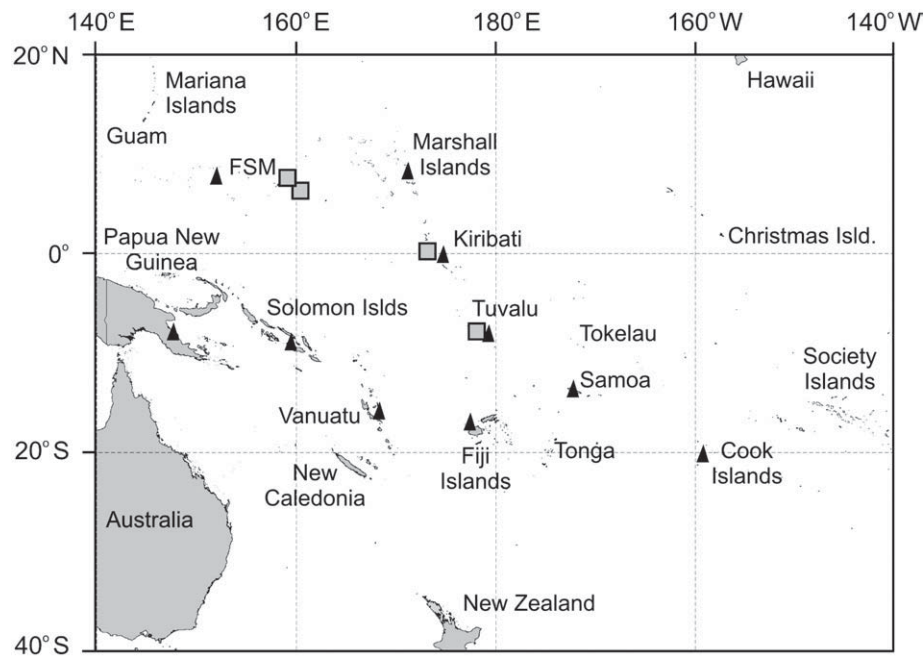 140°E
160°E
180°E
160°W
140°W
20°N
Mariana
Islands
Hawaii
Guam
FSM
Marshall
Islands
0°
Papua New
Guinea
Kiribati
Christmas Isld.
Solomon Islds
Tuvalu
Tokelau
Samoa
Society
Islands
Vanuatu
20°S
New
Caledonia
Fiji
Islands
Tonga
Cook
Islands
Australia
New Zealand
40°S